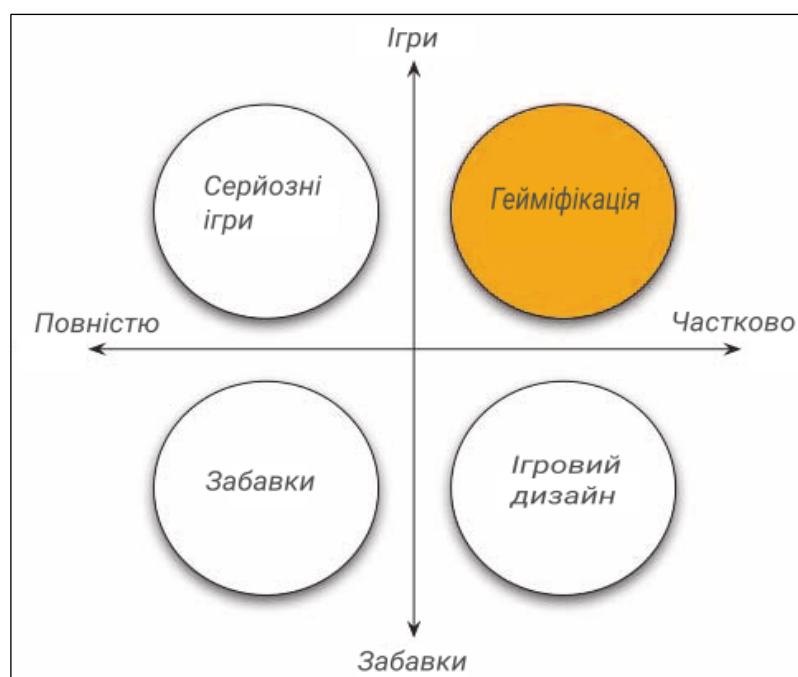 Ігри
Серйозні
ігри
Гейміфікація
Повністю
Частково
Забавки
Ігровий
дизайн
Забавки